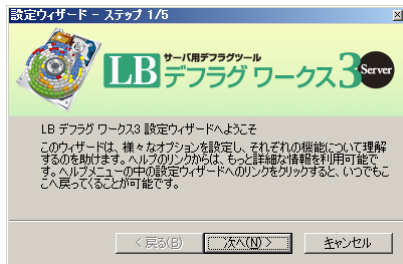 設定ウィザード - ステップ 1/5
サーバ用デフラグツール
LB デフラグ ワークス3 Server
LB デフラグ ワークス3 設定ウィザードへようこそ
このウィザードは、様々なオプションを設定し、それぞれの機能について理解
するのを助けます。ヘルプのリンクからは、もっと詳細な情報を利用可能で
す。ヘルプメニューの中の設定ウィザードへのリンクをクリックすると、いつでもこ
こへ戻ってくることが可能です。
< 戻る(B)
次へ(N) >
キャンセル